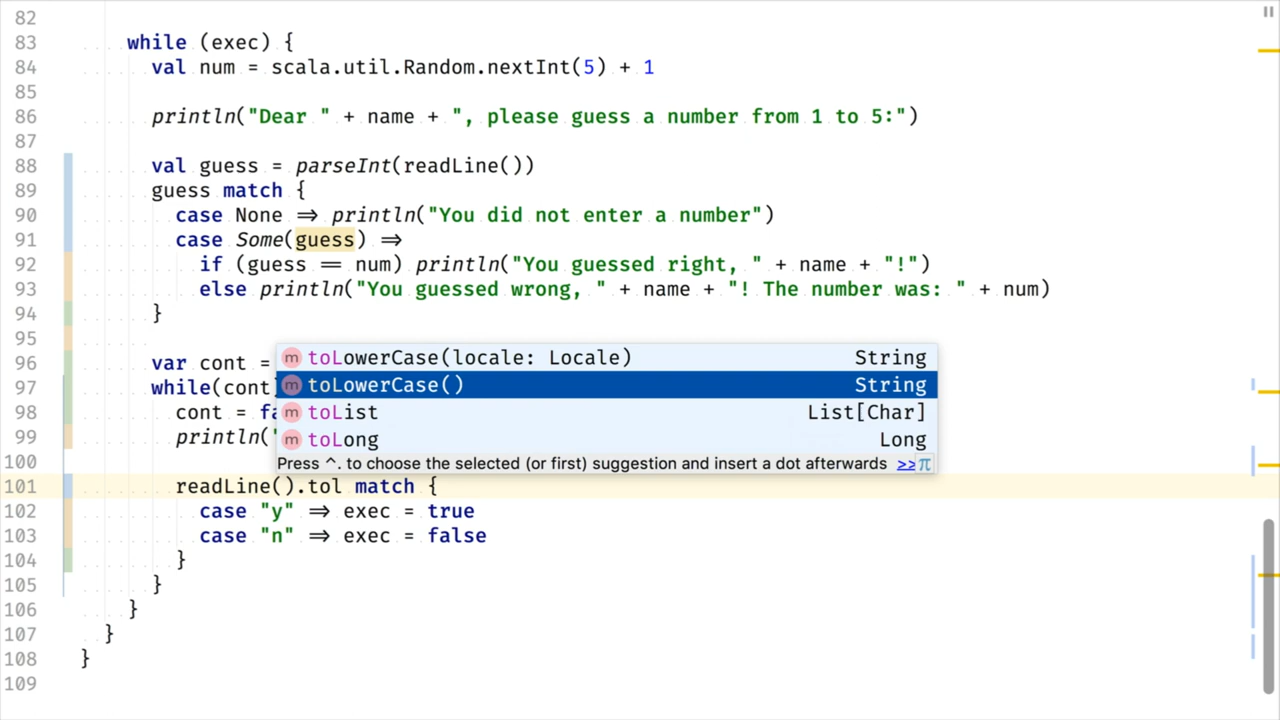 82
83 while (exec) {
84 val num = scala.util.Random.nextInt(5) + 1
85
86 println("Dear " + name + ", please guess a number from 1 to 5:")
87
88 val guess = parseInt(readLine())
89 guess match {
90 case None ⇒ println("You did not enter a number")
91 case Some(guess) ⇒
92 if (guess == num) println("You guessed right, " + name + "!")
93 else println("You guessed wrong, " + name + "! The number was: " + num)
94 }
95
96 var cont =
97 while(cont)
98 cont = fa
99 println("
toLowerCase(locale: Locale) String
toLowerCase() String
toList List[Char]
toLong Long
Press ^. to choose the selected (or first) suggestion and insert a dot afterwards >> π
100
101 readLine().tol match {
102 case "y" ⇒ exec = true
103 case "n" ⇒ exec = false
104 }
105 }
106 }
107 }
108 }
109